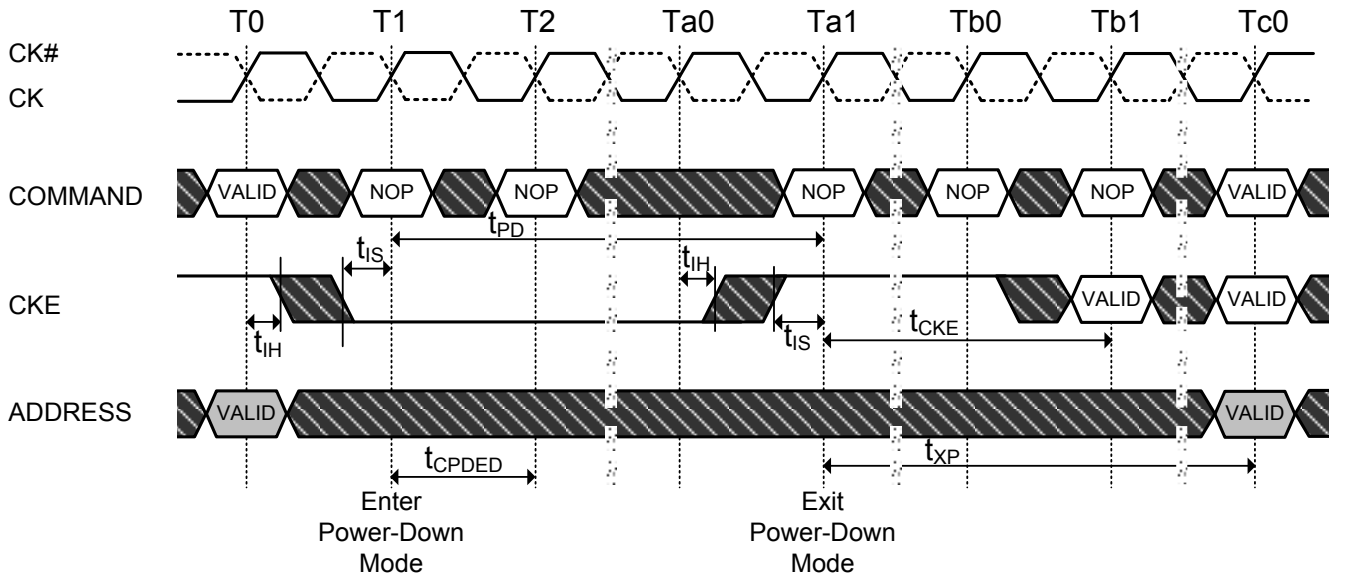 T0 T1 T2 Ta0 Ta1 Tb0 Tb1 Tc0
CK#
CK
COMMAND VALID NOP NOP NOP NOP NOP VALID
tPD
tIS tIH
CKE VALID VALID
tIH tIS tCKE
ADDRESS VALID VALID
tCPDED tXP
Enter
Power-Down
Mode
Exit
Power-Down
Mode